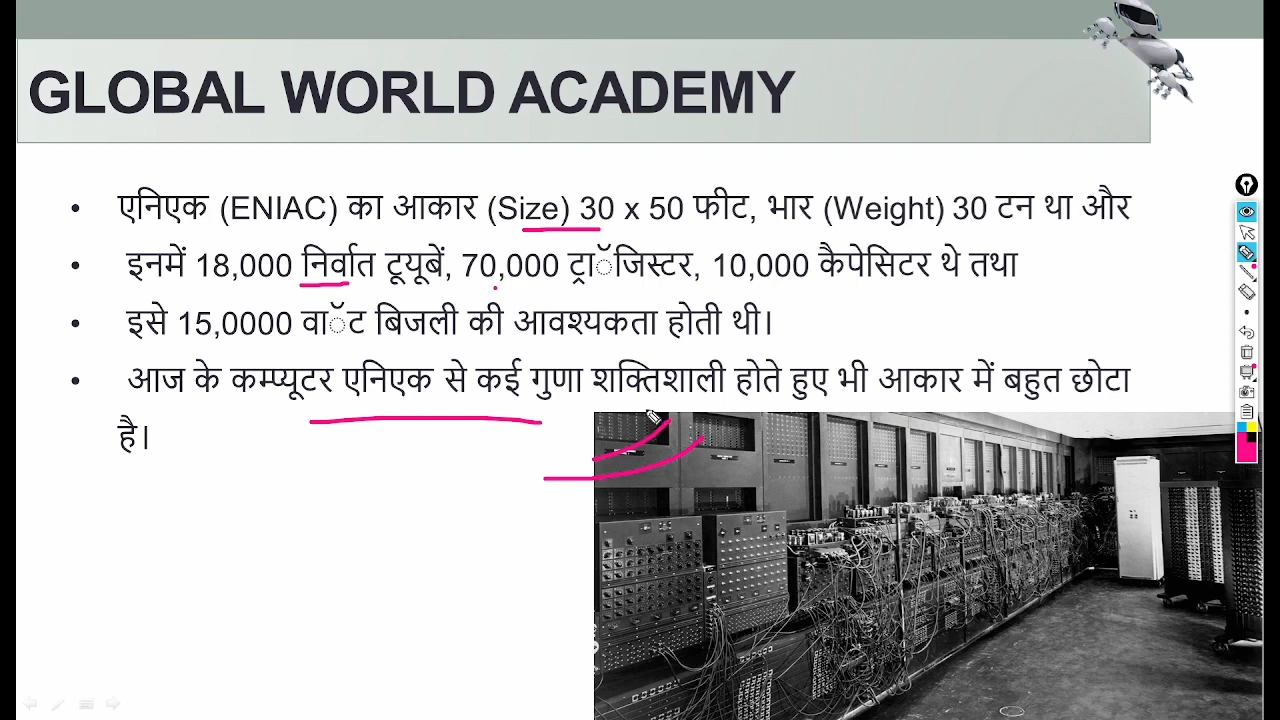 GLOBAL WORLD ACADEMY
• एनिएक (ENIAC) का आकार (Size) 30 x 50 फीट, भार (Weight) 30 टन था और
• इनमें 18,000 निर्वात टूयूबें, 70,000 ट्राॅजिस्टर, 10,000 कैपेसिटर थे तथा
• इसे 15,0000 वाॅट बिजली की आवश्यकता होती थी।
• आज के कम्प्यूटर एनिएक से कई गुणा शक्तिशाली होते हुए भी आकार में बहुत छोटा
है।